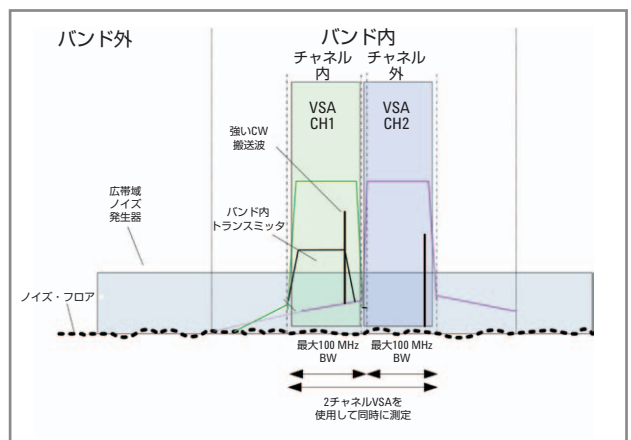 バンド外
バンド内
チャネル
内
チャネル
外
VSA
CH1
VSA
CH2
強いCW
搬送波
広帯域
ノイズ
発生器
バンド内
トランスミッタ
ノイズ・フロア
最大100 MHz
BW
最大100 MHz
BW
2チャネルVSAを
使用して同時に測定